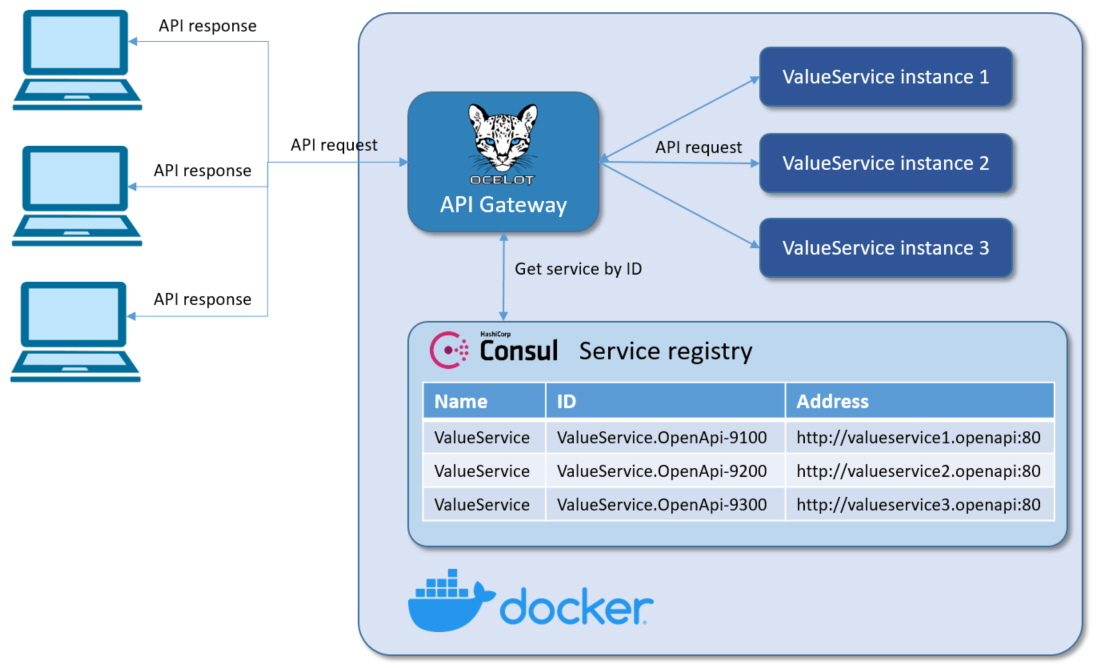 API response
API response
API response
API request
OCELOT
API Gateway
API request
ValueService instance 1
ValueService instance 2
ValueService instance 3
Get service by ID
HashiCorp
Consul Service registry
Name ID Address
ValueService ValueService.OpenApi-9100 http://valueservice1.openapi:80
ValueService ValueService.OpenApi-9200 http://valueservice2.openapi:80
ValueService ValueService.OpenApi-9300 http://valueservice3.openapi:80
docker